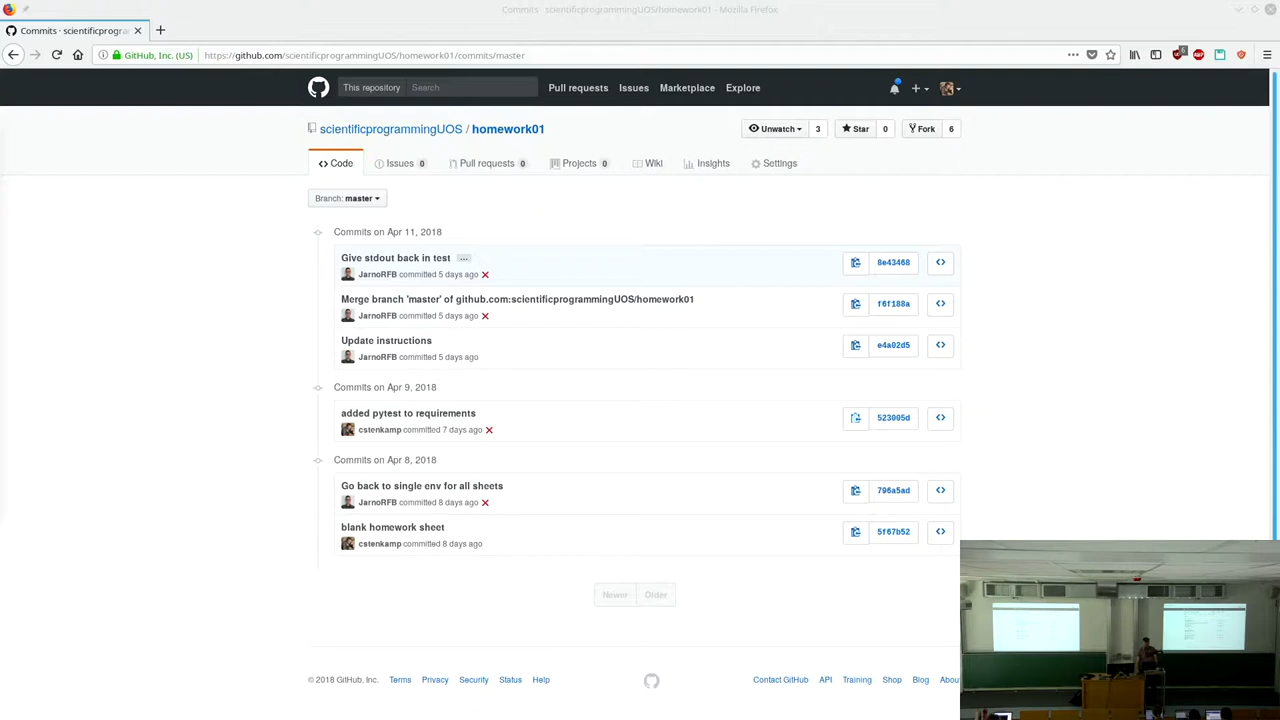 Commits · scientificprogrammingUOS/homework01 - Mozilla Firefox
Commits · scientificprogra
GitHub, Inc. (US)
https://github.com/scientificprogrammingUOS/homework01/commits/master
6
ABP
This repository
Search
Pull requests
Issues
Marketplace
Explore
scientificprogrammingUOS / homework01
Unwatch 3
Star 0
Fork 6
Code
Issues 0
Pull requests 0
Projects 0
Wiki
Insights
Settings
Branch: master
Commits on Apr 11, 2018
Give stdout back in test …
8e43468
JarnoRFB committed 5 days ago
Merge branch 'master' of github.com:scientificprogrammingUOS/homework01
f6f188a
JarnoRFB committed 5 days ago
Update instructions
e4a02d5
JarnoRFB committed 5 days ago
Commits on Apr 9, 2018
added pytest to requirements
523005d
cstenkamp committed 7 days ago
Commits on Apr 8, 2018
Go back to single env for all sheets
796a5ad
JarnoRFB committed 8 days ago
blank homework sheet
5f67b52
cstenkamp committed 8 days ago
Newer
Older
© 2018 GitHub, Inc.
Terms
Privacy
Security
Status
Help
Contact GitHub
API
Training
Shop
Blog
Abou